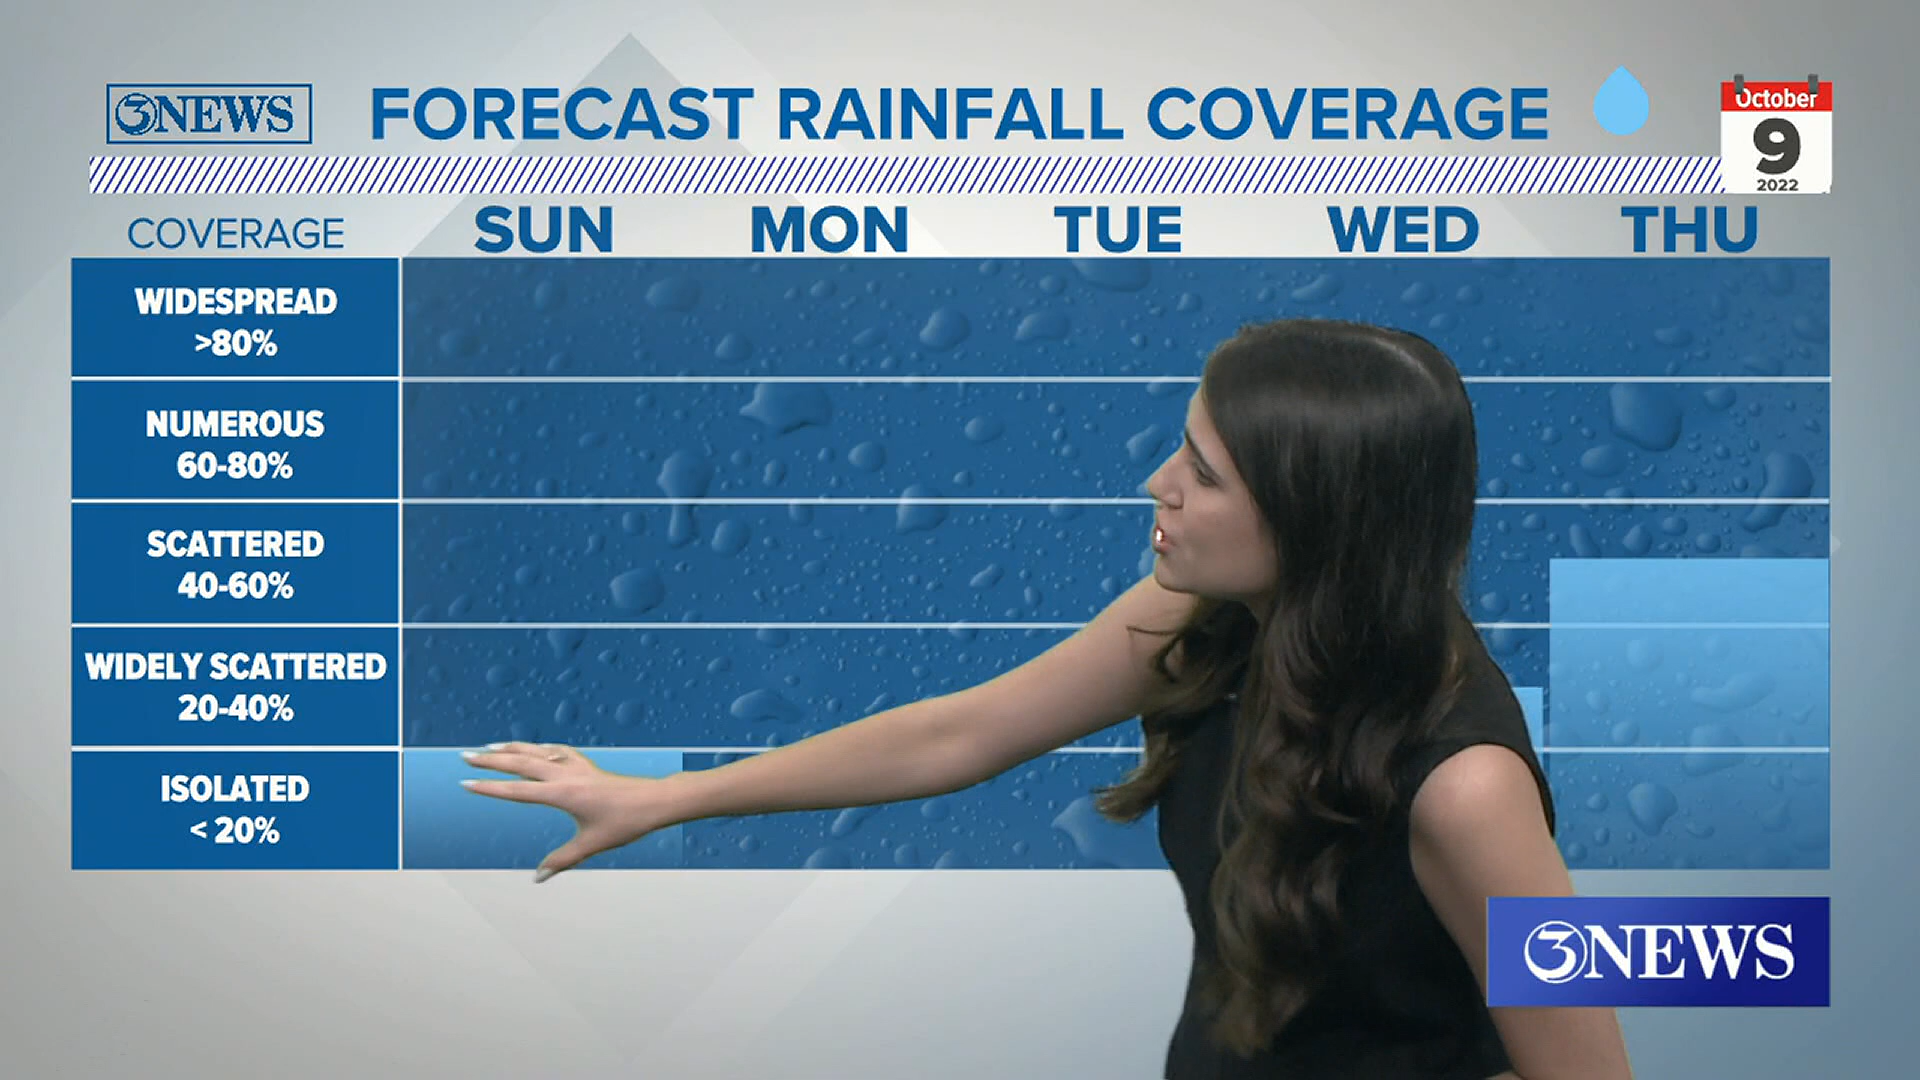 3NEWS
FORECAST RAINFALL COVERAGE
October
9
2022
COVERAGE
SUN
MON
TUE
WED
THU
WIDESPREAD
>80%
NUMEROUS
60-80%
SCATTERED
40-60%
WIDELY SCATTERED
20-40%
ISOLATED
< 20%
3NEWS